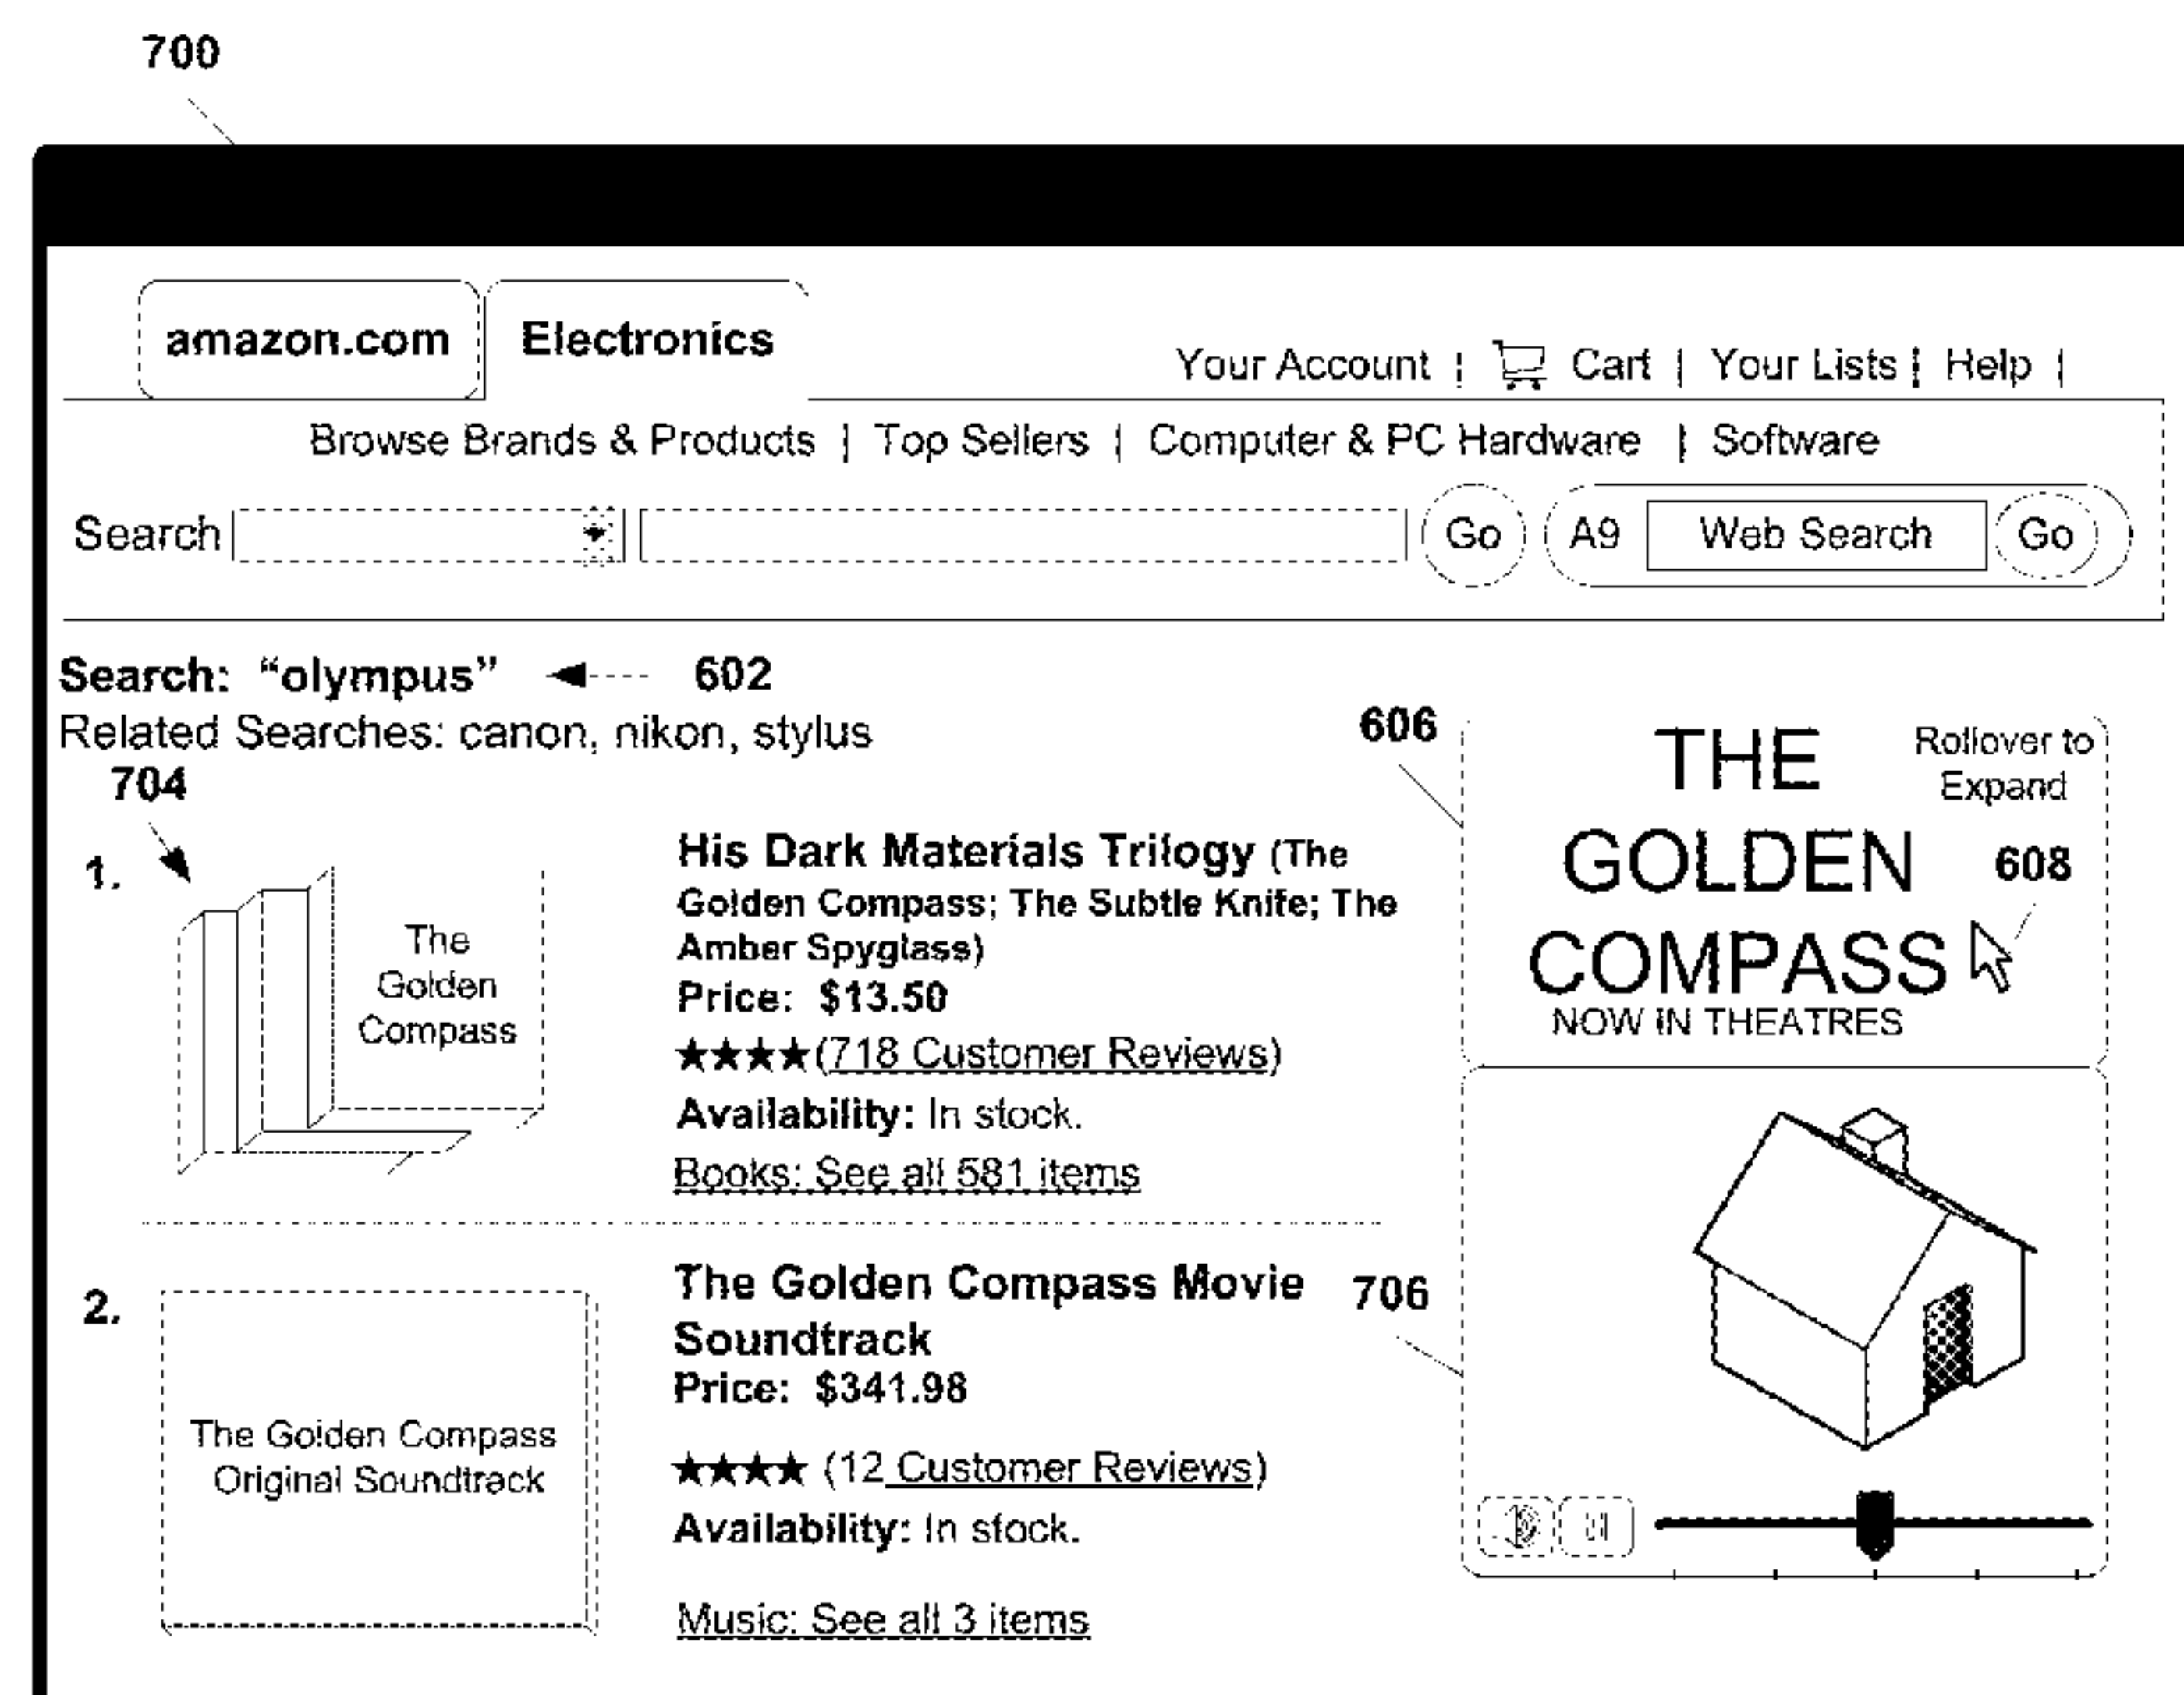 700
amazon.com Electronics
Your Account | Cart | Your Lists | Help |
Browse Brands & Products | Top Sellers | Computer & PC Hardware | Software
Search Go A9 Web Search Go
Search: “olympus” 602
Related Searches: canon, nikon, stylus
704
1.
The
Golden
Compass
His Dark Materials Trilogy (The
Golden Compass; The Subtle Knife; The
Amber Spyglass)
Price: $13.50
★★★★(718 Customer Reviews)
Availability: In stock.
Books: See all 581 items
2.
The Golden Compass
Original Soundtrack
The Golden Compass Movie
Soundtrack
Price: $341.98
★★★★ (12 Customer Reviews)
Availability: In stock.
Music: See all 3 items
606
THE
GOLDEN
COMPASS
NOW IN THEATRES
Rollover to
Expand
608
706